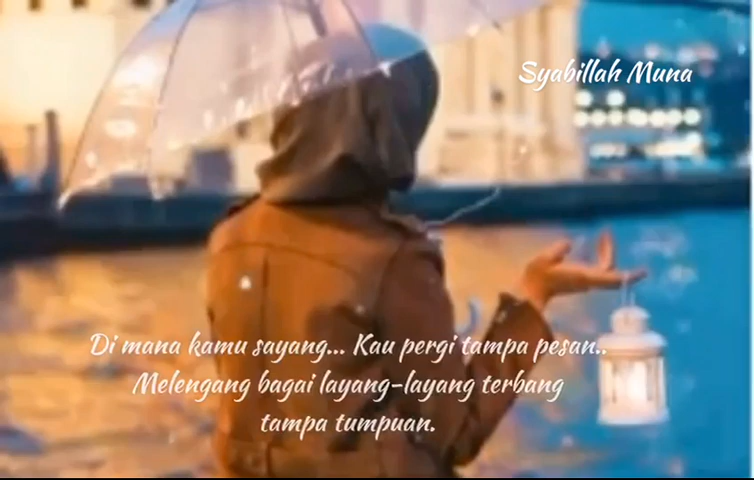 Syabillah Muna
Di mana kamu sayang... Kau pergi tampa pesan..
Melengang bagai layang-layang terbang
tampa tumpuan.